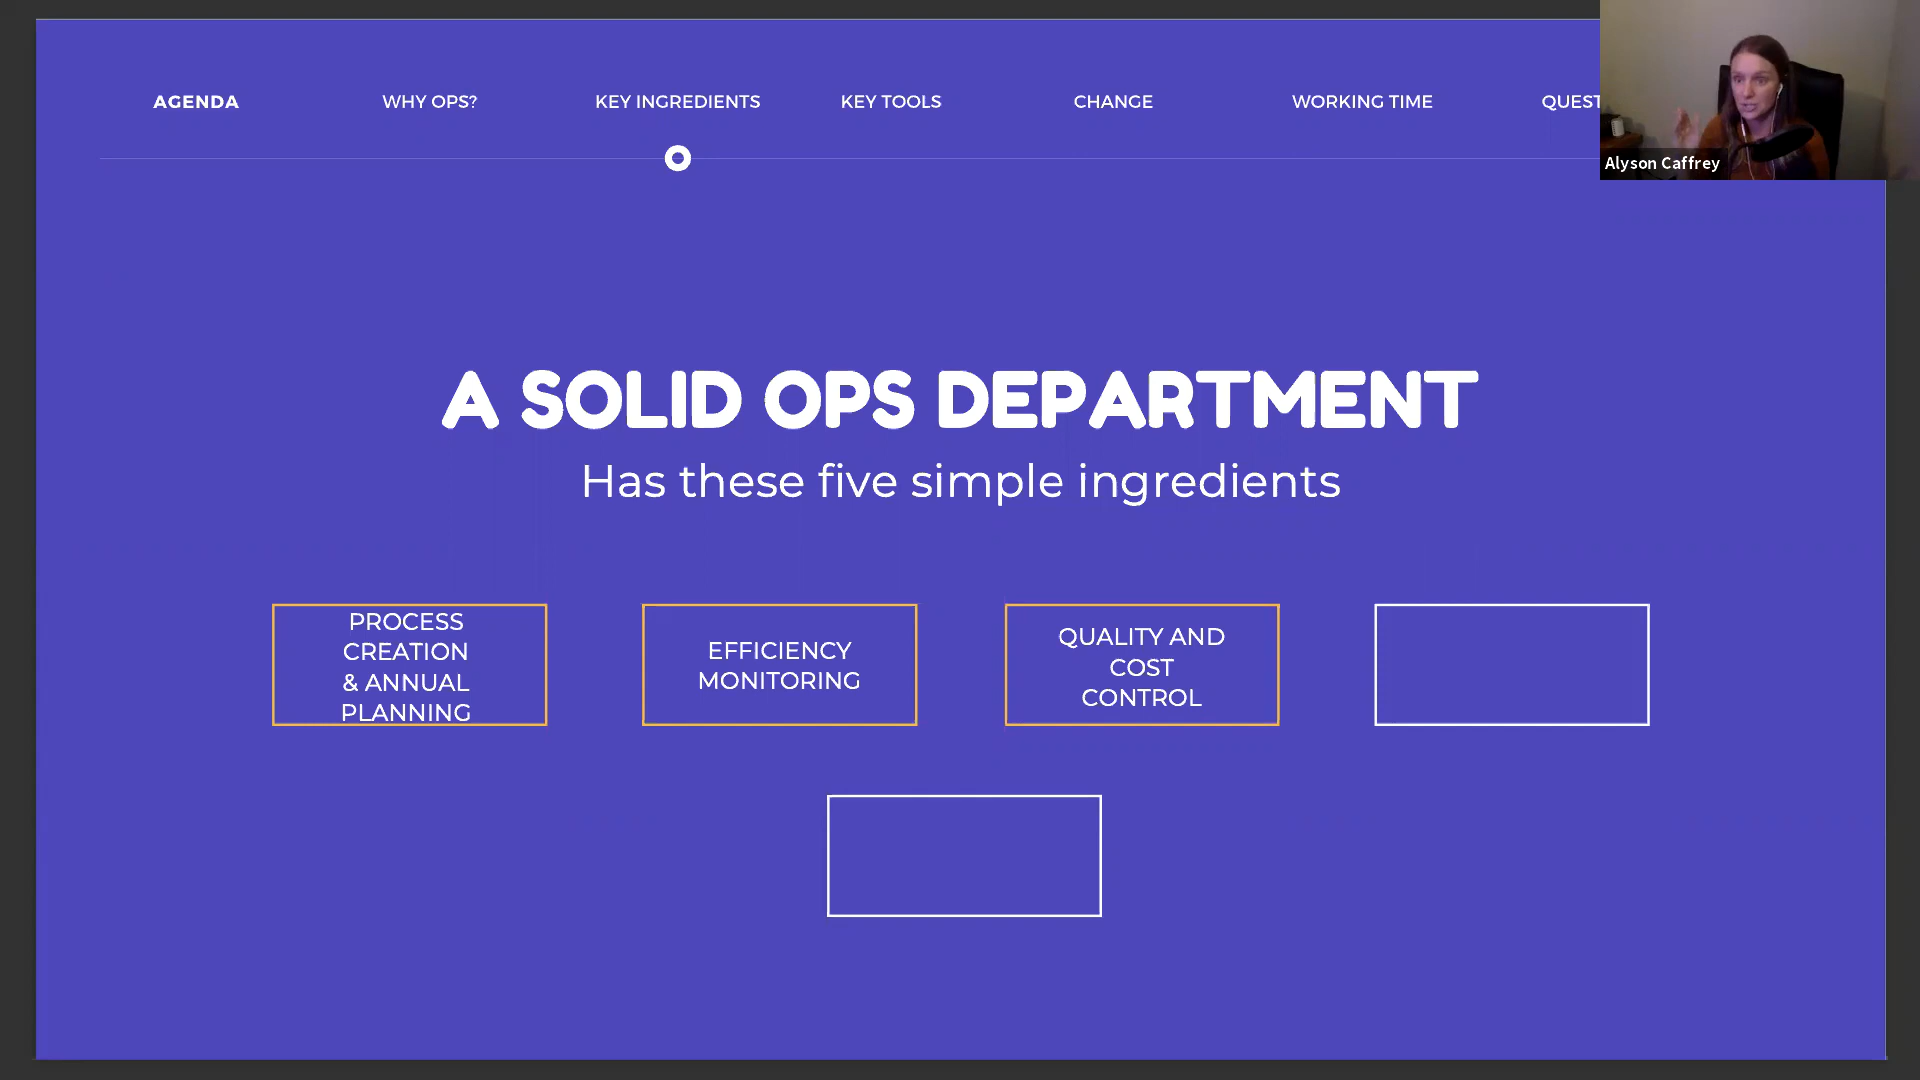 AGENDA
WHY OPS?
KEY INGREDIENTS
KEY TOOLS
CHANGE
WORKING TIME
QUEST
Alyson Caffrey
A SOLID OPS DEPARTMENT
Has these five simple ingredients
PROCESS
CREATION
& ANNUAL
PLANNING
EFFICIENCY
MONITORING
QUALITY AND
COST
CONTROL